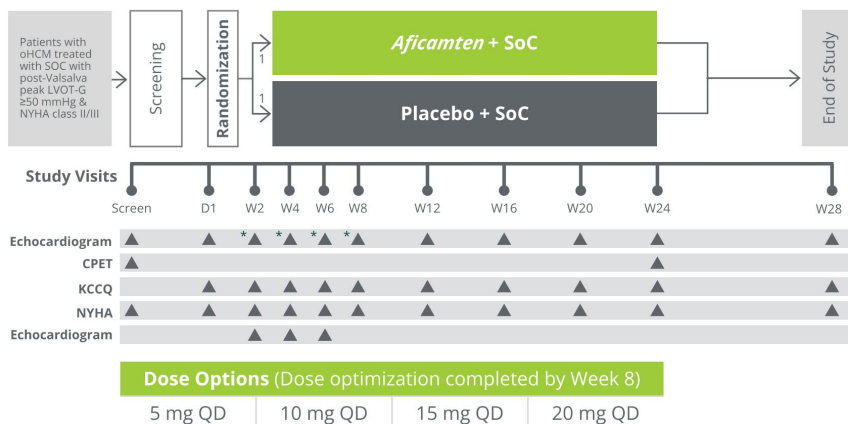 Patients with
oHCM treated
with SOC with
post-Valsalva
peak LVOT-G
≥50 mmHg &
NYHA class II/III
Screening
Randomization
1
1
Aficamten + SoC
Placebo + SoC
End of Study
Study Visits
Screen D1 W2 W4 W6 W8 W12 W16 W20 W24 W28
Echocardiogram * * * *
CPET
KCCQ
NYHA
Echocardiogram
Dose Options (Dose optimization completed by Week 8)
5 mg QD 10 mg QD 15 mg QD 20 mg QD